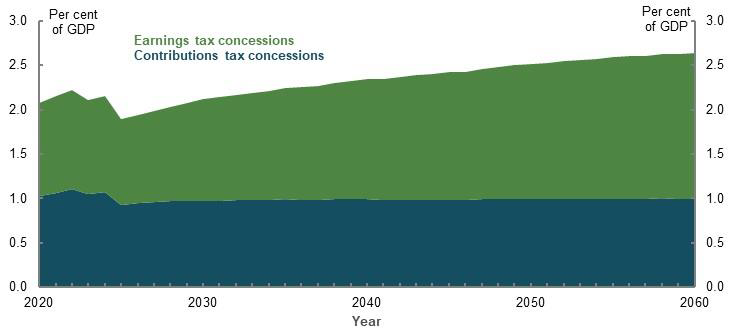 Per cent
of GDP
Per cent
of GDP
Earnings tax concessions
Contributions tax concessions
3.0
3.0
2.5
2.5
2.0
2.0
1.5
1.5
1.0
1.0
0.5
0.5
0.0
0.0
2020
2030
2040
2050
2060
Year